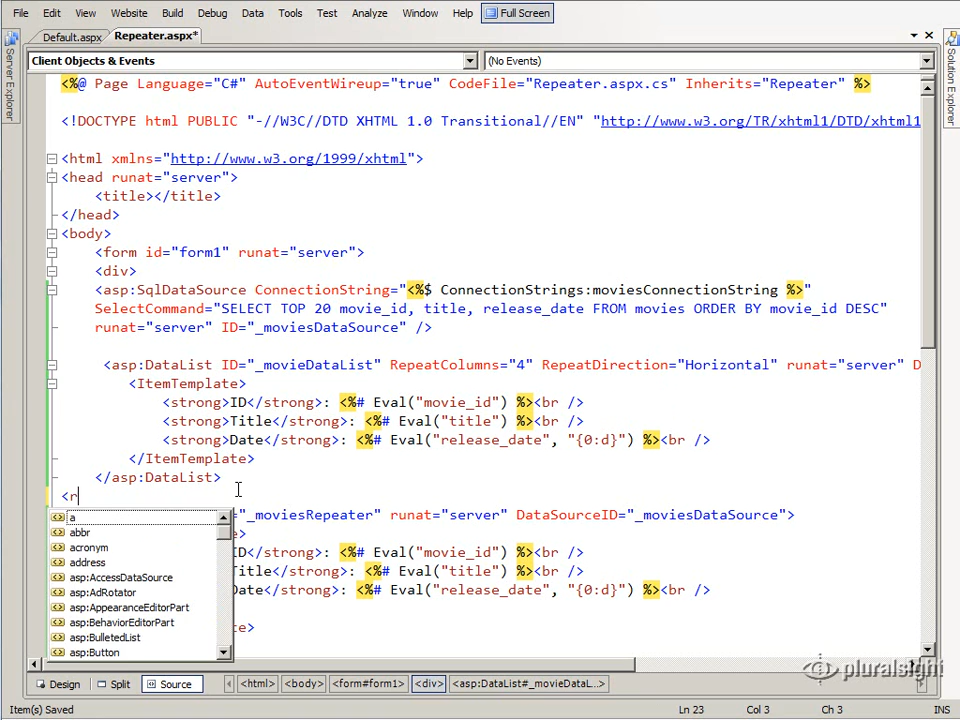 File Edit View Website Build Debug Data Tools Test Analyze Window Help Full Screen
Default.aspx Repeater.aspx*
Server Explorer
Solution Explorer
Client Objects & Events (No Events)
<%@ Page Language="C#" AutoEventWireup="true" CodeFile="Repeater.aspx.cs" Inherits="Repeater" %>
<!DOCTYPE html PUBLIC "-//W3C//DTD XHTML 1.0 Transitional//EN" "http://www.w3.org/TR/xhtml1/DTD/xhtml1
<html xmlns="http://www.w3.org/1999/xhtml">
<head runat="server">
<title></title>
</head>
<body>
<form id="form1" runat="server">
<div>
<asp:SqlDataSource ConnectionString="<%$ ConnectionStrings:moviesConnectionString %>"
SelectCommand="SELECT TOP 20 movie_id, title, release_date FROM movies ORDER BY movie_id DESC"
runat="server" ID="_moviesDataSource" />
<asp:DataList ID="_movieDataList" RepeatColumns="4" RepeatDirection="Horizontal" runat="server" D
<ItemTemplate>
<strong>ID</strong>: <%# Eval("movie_id") %><br />
<strong>Title</strong>: <%# Eval("title") %><br />
<strong>Date</strong>: <%# Eval("release_date", "{0:d}") %><br />
</ItemTemplate>
</asp:DataList>
<r
="_moviesRepeater" runat="server" DataSourceID="_moviesDataSource">
>
ID</strong>: <%# Eval("movie_id") %><br />
Title</strong>: <%# Eval("title") %><br />
Date</strong>: <%# Eval("release_date", "{0:d}") %><br />
te>
a
abbr
acronym
address
asp:AccessDataSource
asp:AdRotator
asp:AppearanceEditorPart
asp:BehaviorEditorPart
asp:BulletedList
asp:Button
pluralsight
Design Split Source <html> <body> <form#form1> <div> <asp:DataList#_movieDataL...>
Item(s) Saved Ln 23 Col 3 Ch 3 INS